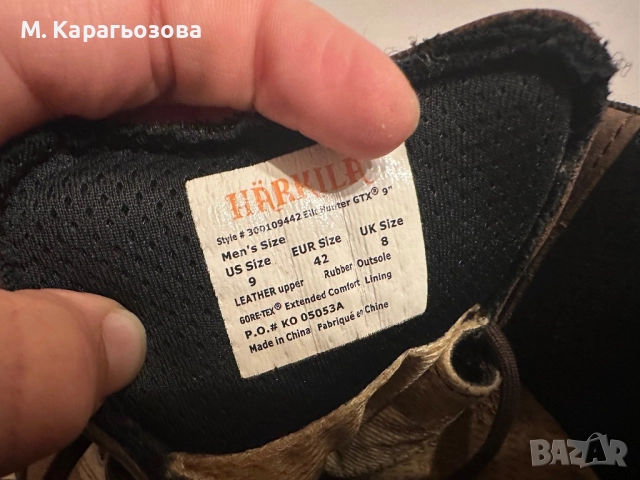 М. Карагьозова
HÄRKILA
Style # 300109442 Elk Hunter GTX® 9"
Men's Size
US Size EUR Size UK Size
9 42 8
LEATHER upper Rubber Outsole
GORE-TEX® Extended Comfort Lining
P.O.# KO 05053A
Made in China Fabriqué en Chine
BAZAR